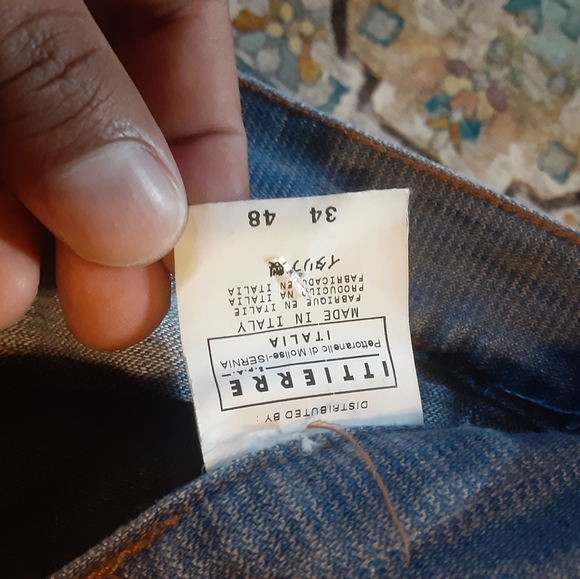 DISTRIBUTED BY :
ITTIERRE
S.p.A.
Pettoranello di Molise-ISERNIA
ITALIA
MADE IN ITALY
FABRIQUE EN ITALIE
PRODUCIDO NA ITALIA
FABRICADO EN ITALIA
イタリア製
34 48